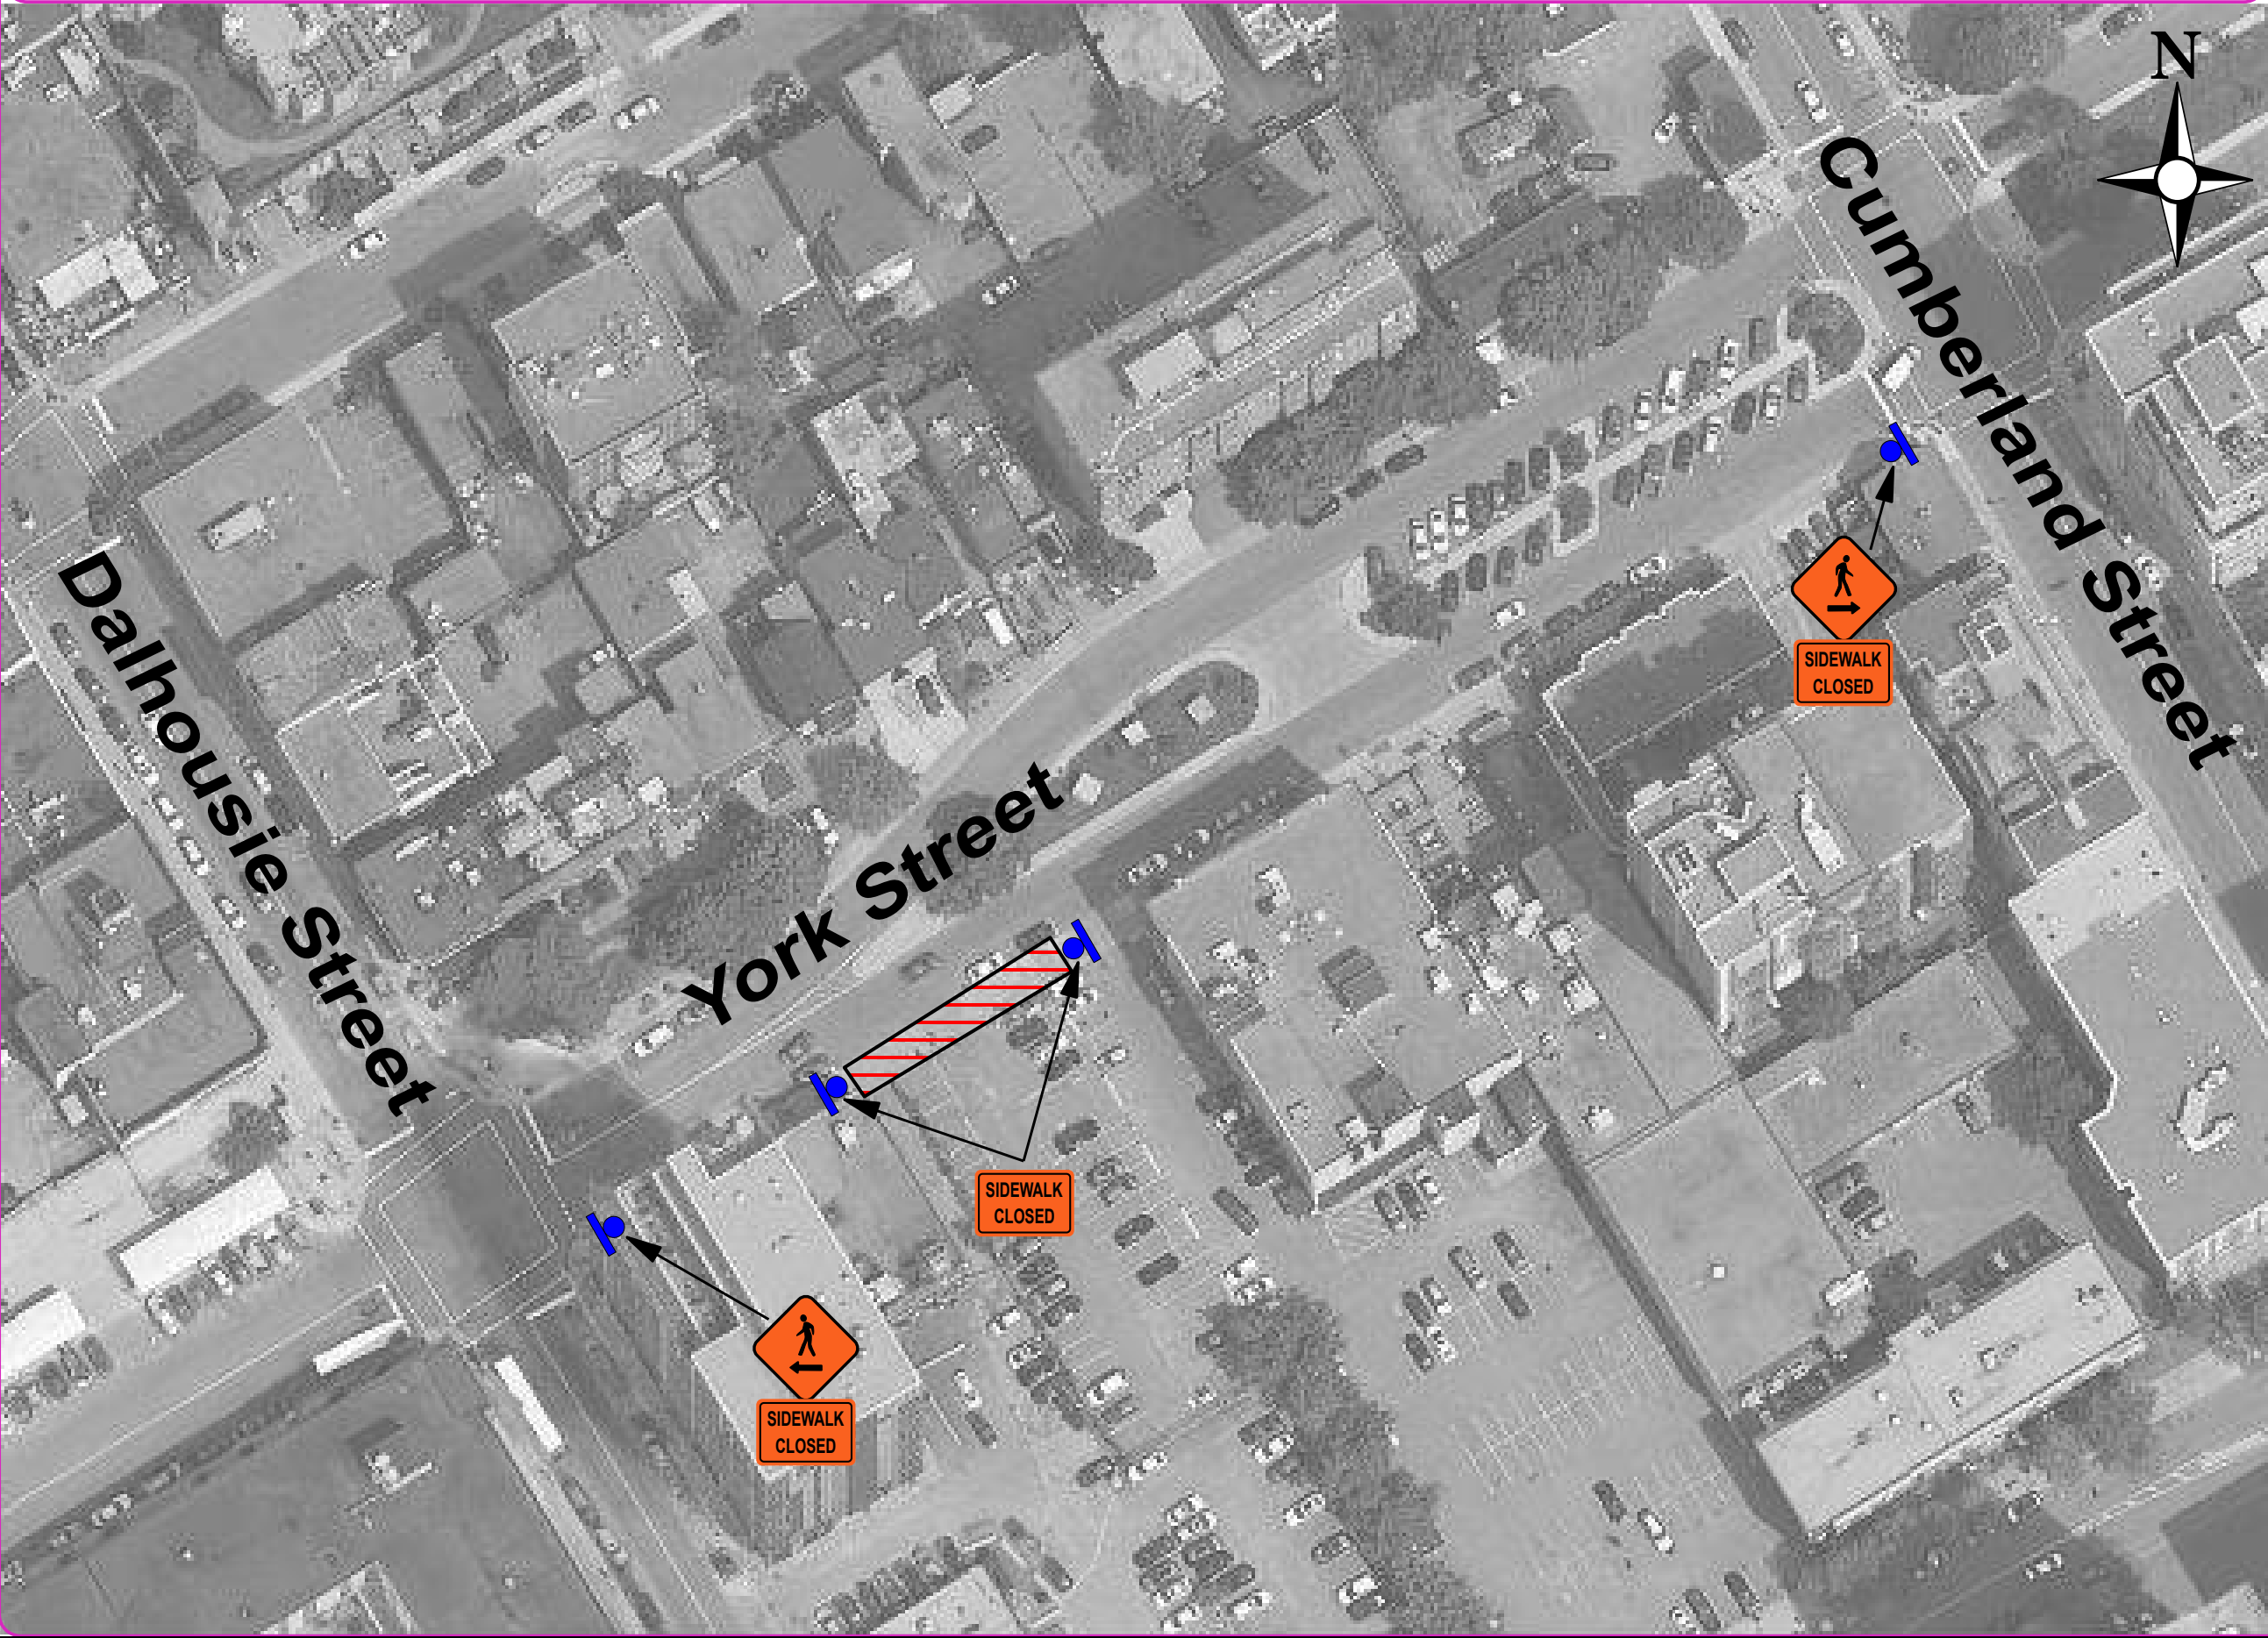 N
Cumberland Street
Dalhousie Street
SIDEWALK
CLOSED
York Street
SIDEWALK
CLOSED
SIDEWALK
CLOSED